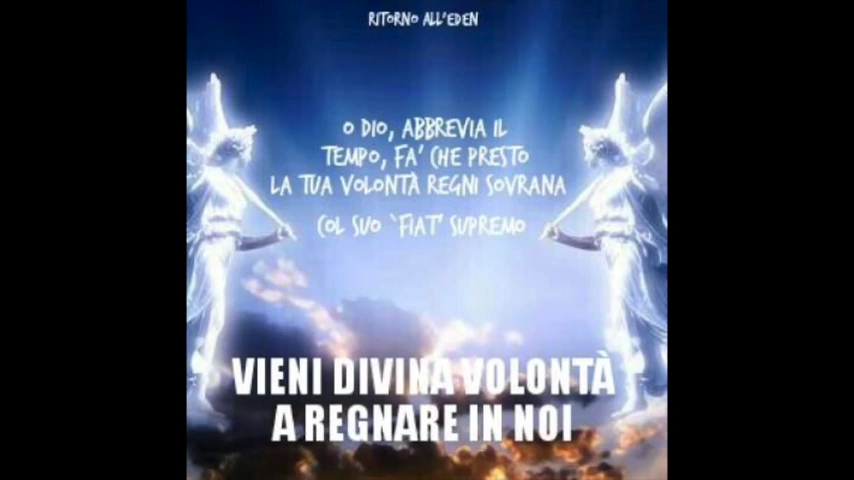 RITORNO ALL'EDEN
O DIO, ABBREVIA IL
TEMPO, FA' CHE PRESTO
LA TUA VOLONTÀ REGNI SOVRANA
COL SUO `FIAT' SUPREMO
VIENI DIVINA VOLONTÀ
A REGNARE IN NOI